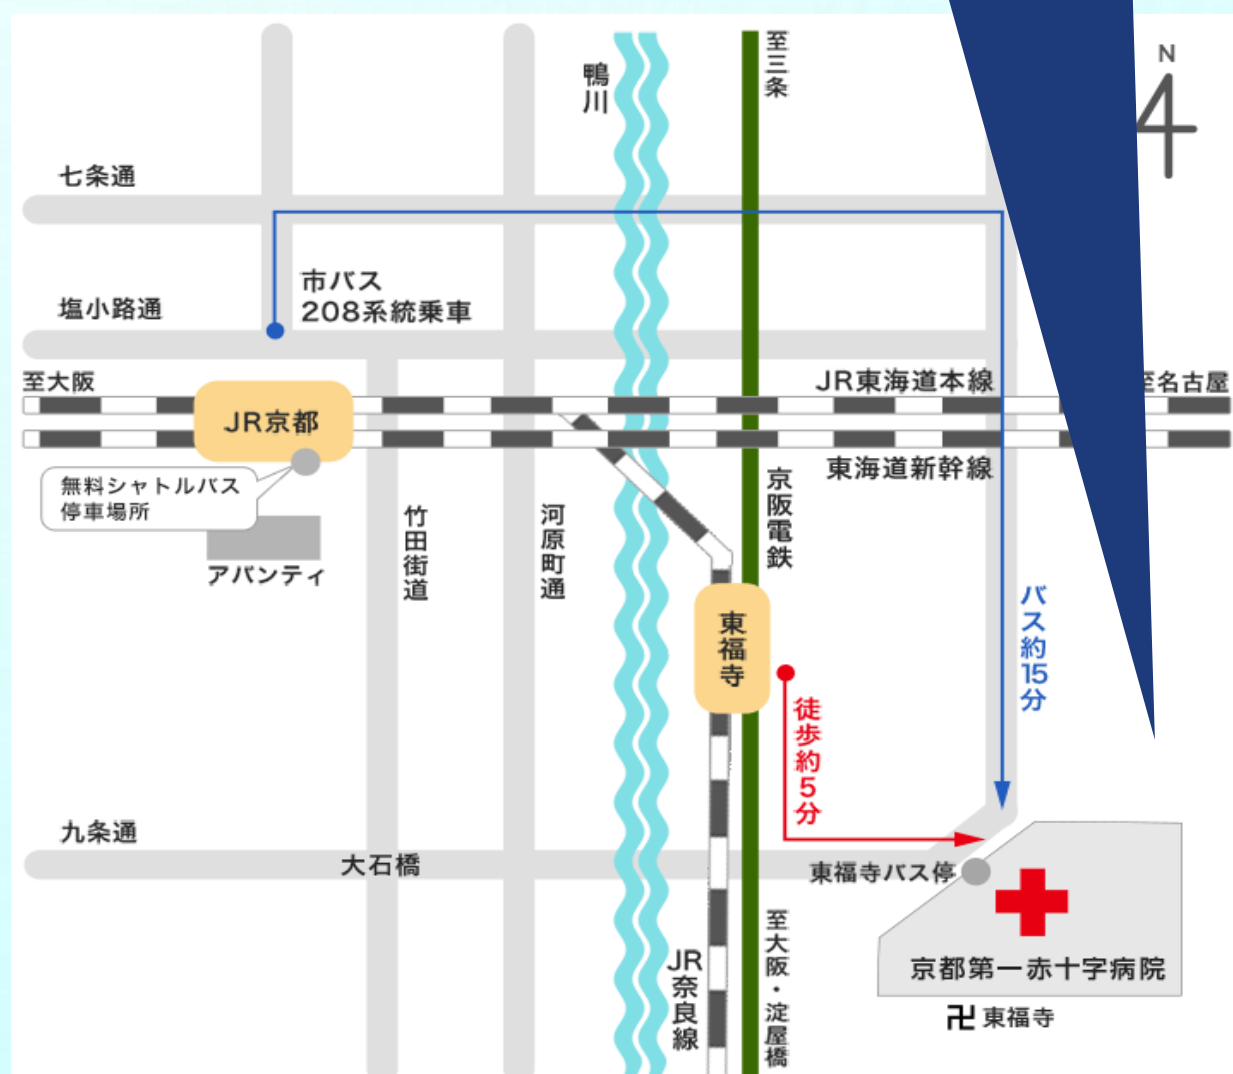 N
至三条
鴨川
七条通
市バス
208系統乗車
塩小路通
至大阪
JR東海道本線
至名古屋
JR京都
東海道新幹線
無料シャトルバス
停車場所
アバンティ
竹田街道
河原町通
京阪電鉄
東福寺
バス約15分
徒歩約5分
九条通
大石橋
東福寺バス停
JR奈良線
至大阪・淀屋橋
京都第一赤十字病院
卍東福寺